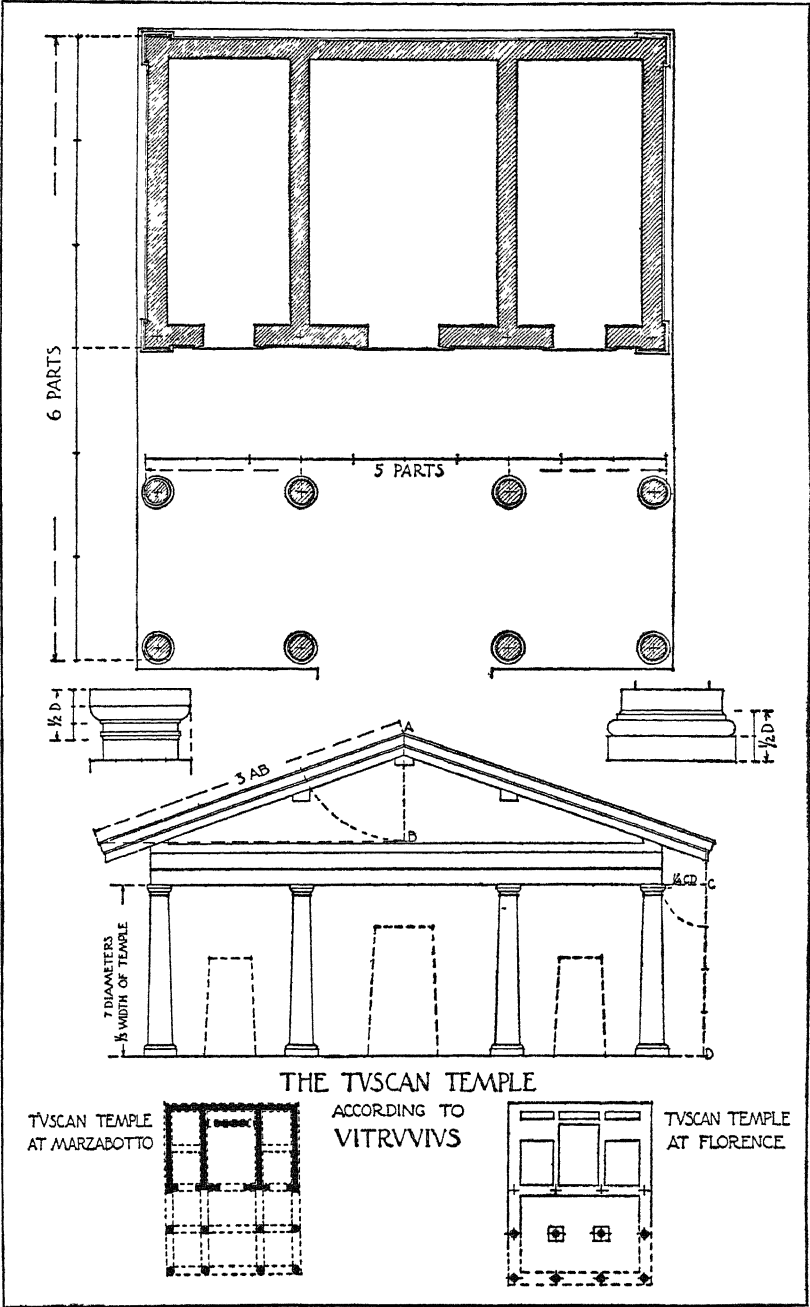 6 PARTS
5 PARTS
½ D
½ D
A
3 AB
B
¼ CD
C
7 DIAMETERS
⅓ WIDTH OF TEMPLE
D
THE TVSCAN TEMPLE
ACCORDING TO
VITRVVIVS
TVSCAN TEMPLE
AT MARZABOTTO
TVSCAN TEMPLE
AT FLORENCE